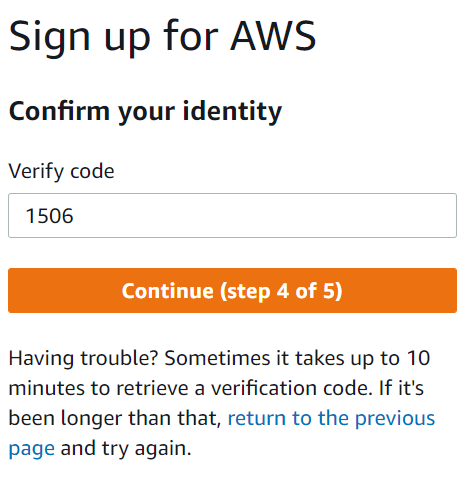 Sign up for AWS
Confirm your identity
Verify code
1506
Continue (step 4 of 5)
Having trouble? Sometimes it takes up to 10
minutes to retrieve a verification code. If it's
been longer than that, return to the previous
page and try again.